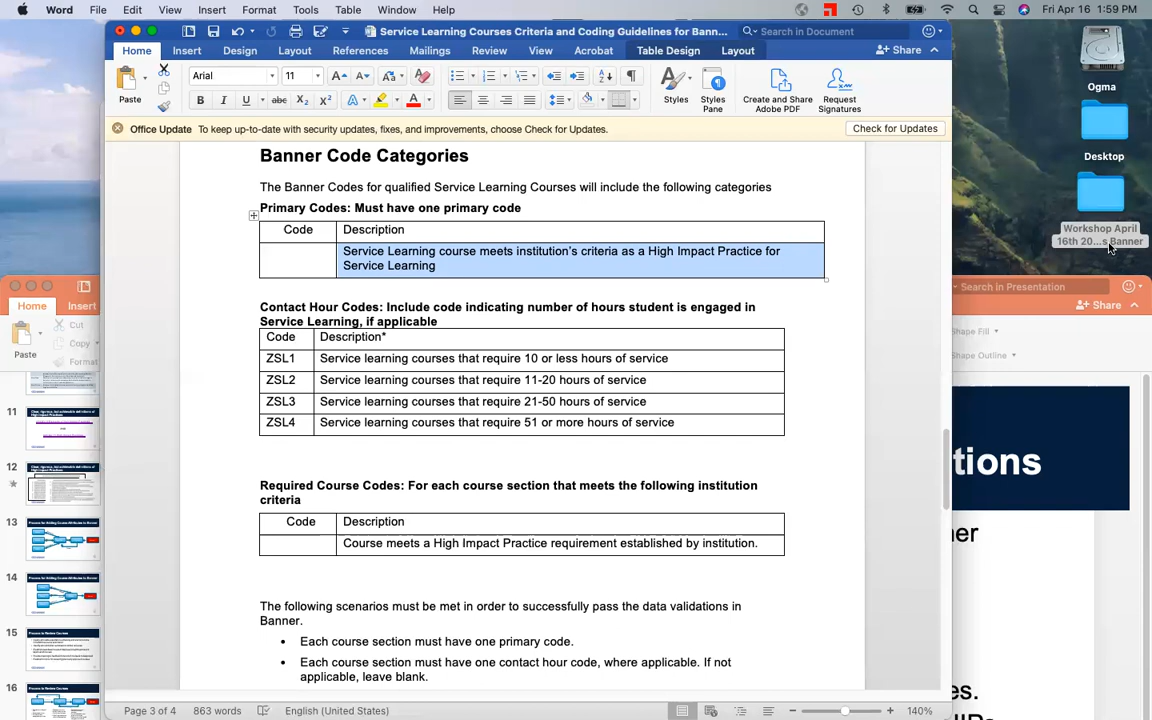 Word File Edit View Insert Format Tools Table Window Help Fri Apr 16 1:59 PM
Service Learning Courses Criteria and Coding Guidelines for Bann...
Search in Document
Home Insert Design Layout References Mailings Review View Acrobat Table Design Layout Share
Paste
Arial 11
B I U abc X₂ X² A A
Styles
Styles Pane
Create and Share Adobe PDF
Request Signatures
Office Update To keep up-to-date with security updates, fixes, and improvements, choose Check for Updates.
Check for Updates
Banner Code Categories
The Banner Codes for qualified Service Learning Courses will include the following categories
Primary Codes: Must have one primary code
Code Description
Service Learning course meets institution's criteria as a High Impact Practice for
Service Learning
Contact Hour Codes: Include code indicating number of hours student is engaged in
Service Learning, if applicable
Code Description*
ZSL1 Service learning courses that require 10 or less hours of service
ZSL2 Service learning courses that require 11-20 hours of service
ZSL3 Service learning courses that require 21-50 hours of service
ZSL4 Service learning courses that require 51 or more hours of service
Required Course Codes: For each course section that meets the following institution
criteria
Code Description
Course meets a High Impact Practice requirement established by institution.
The following scenarios must be met in order to successfully pass the data validations in
Banner.
• Each course section must have one primary code.
• Each course section must have one contact hour code, where applicable. If not
applicable, leave blank.
Page 3 of 4 863 words English (United States) 140%
Ogma
Desktop
Workshop April
16th 20...s Banner
Home Insert
Paste
Cut
Copy
Format
11
12
13
14
15
16
Search in Presentation
Share
Shape Fill
Shape Outline
tions
ner
es.